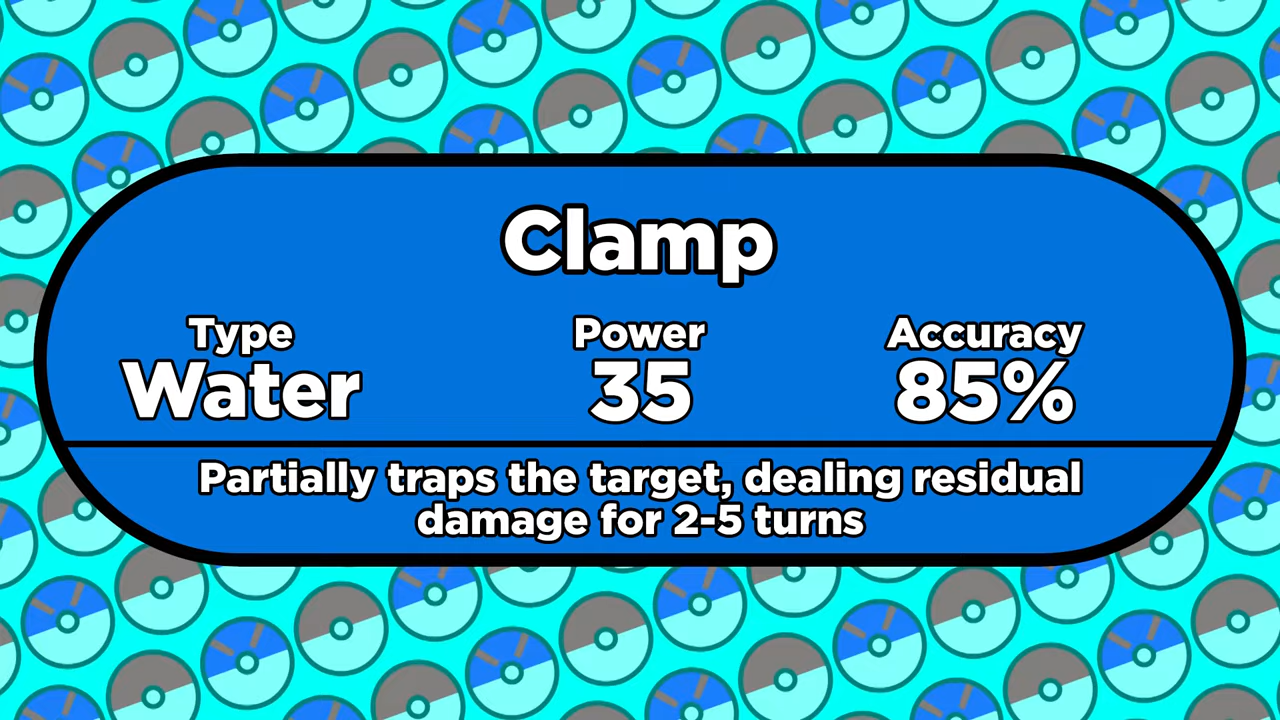 Clamp
Type
Power
Accuracy
Water
35
85%
Partially traps the target, dealing residual
damage for 2-5 turns